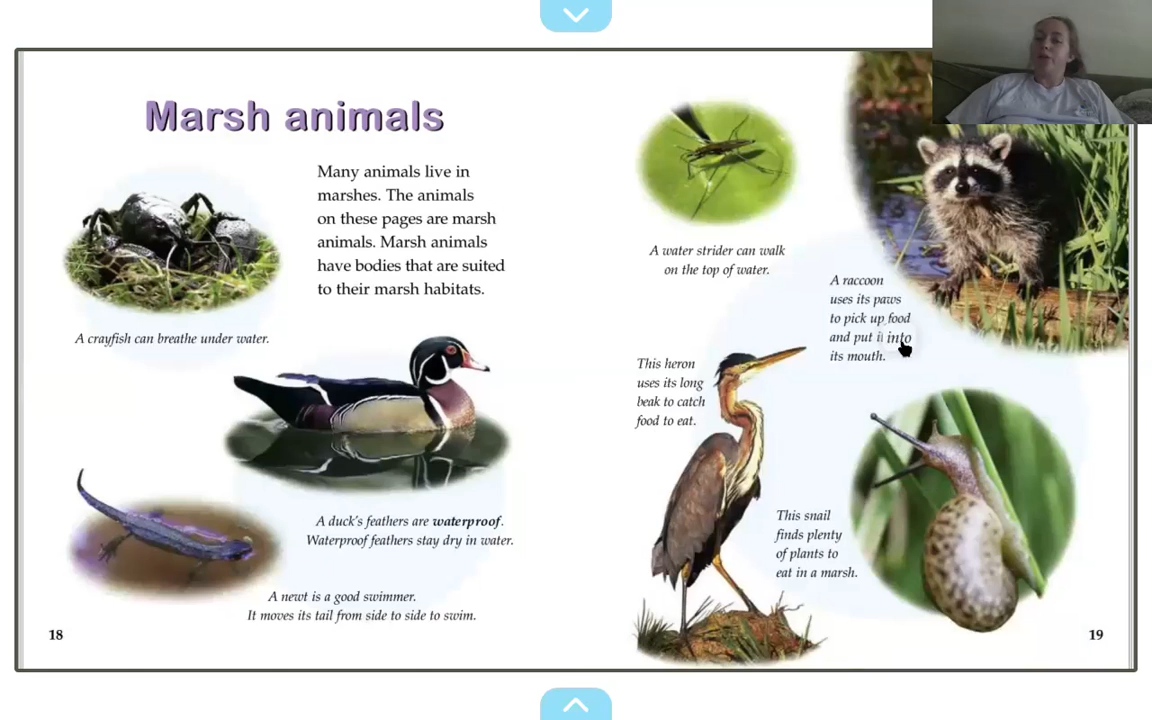 Marsh animals
Many animals live in
marshes. The animals
on these pages are marsh
animals. Marsh animals
have bodies that are suited
to their marsh habitats.
A crayfish can breathe under water.
A duck's feathers are waterproof.
Waterproof feathers stay dry in water.
A newt is a good swimmer.
It moves its tail from side to side to swim.
18
A water strider can walk
on the top of water.
A raccoon
uses its paws
to pick up food
and put it into
its mouth.
This heron
uses its long
beak to catch
food to eat.
This snail
finds plenty
of plants to
eat in a marsh.
19